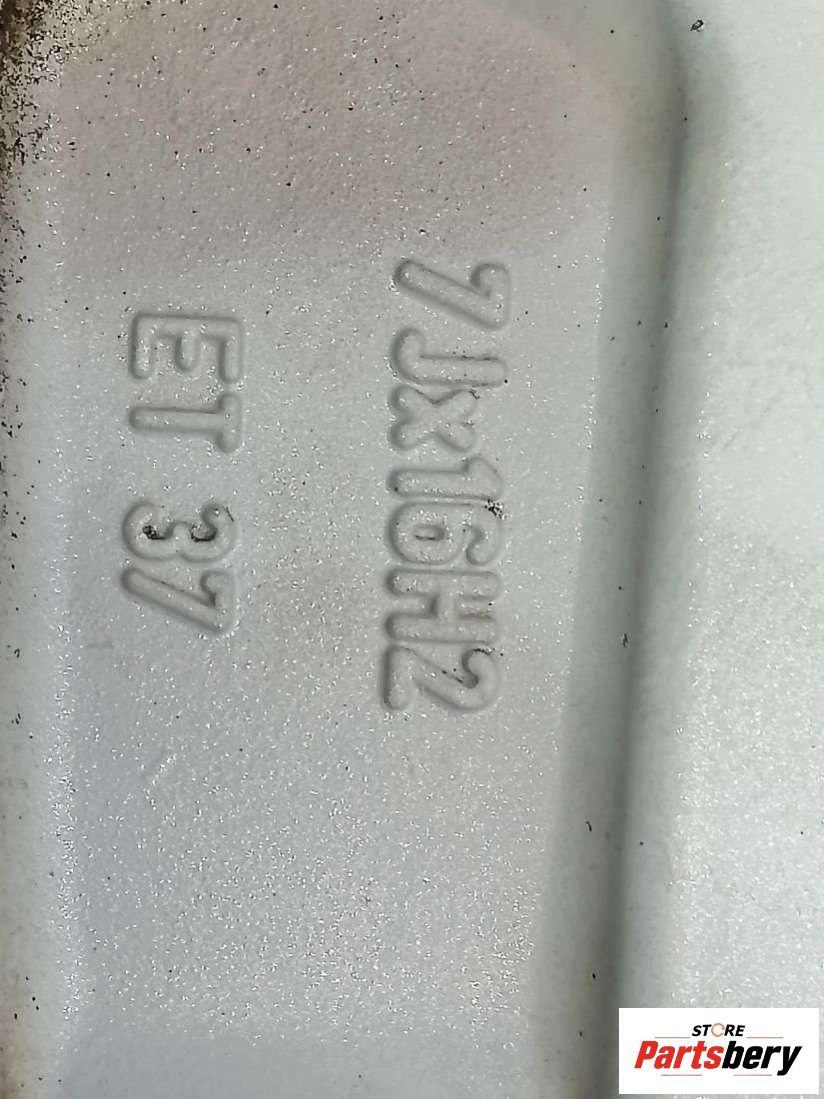 7Jx16H2
ET 37
STORE
Partsbery